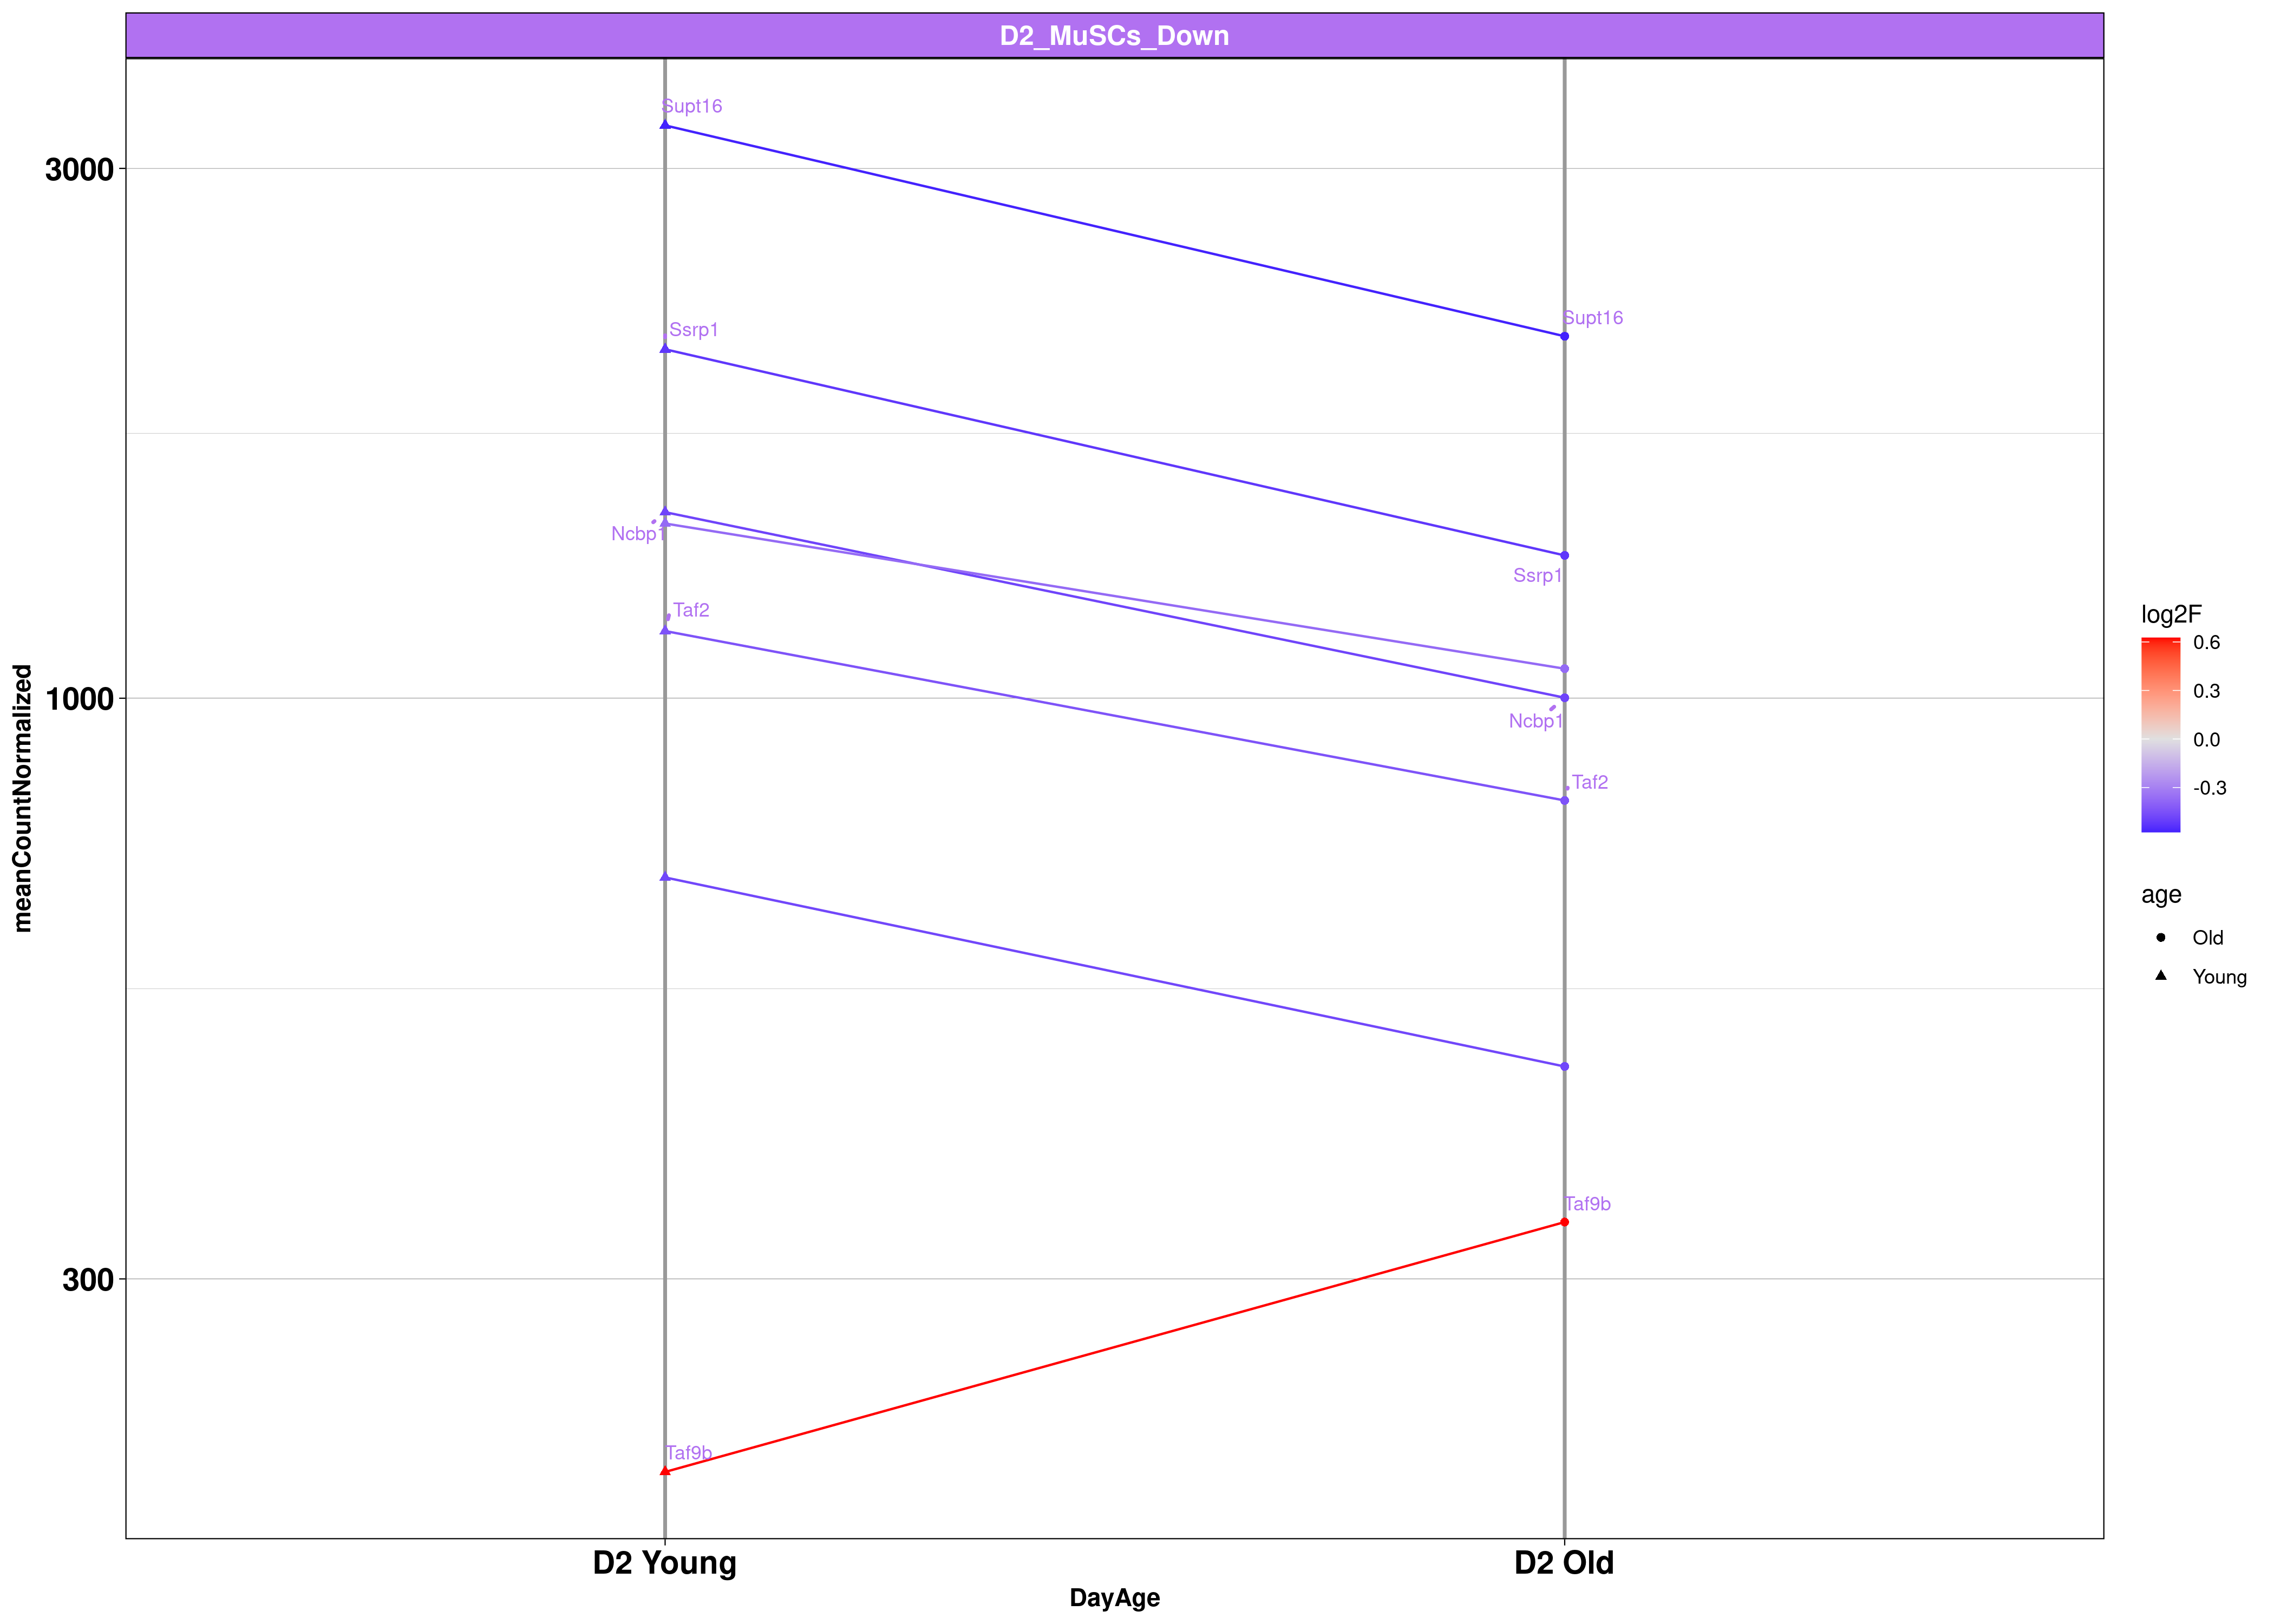 D2_MuSCs_Down
Supt16
3000
Supt16
Ssrp1
Ncbp1
Ssrp1
Taf2
1000
Ncbp1
Taf2
Taf9b
300
Taf9b
meanCountNormalized
D2 Young
D2 Old
DayAge
log2F
0.6
0.3
0.0
-0.3
age
Old
Young